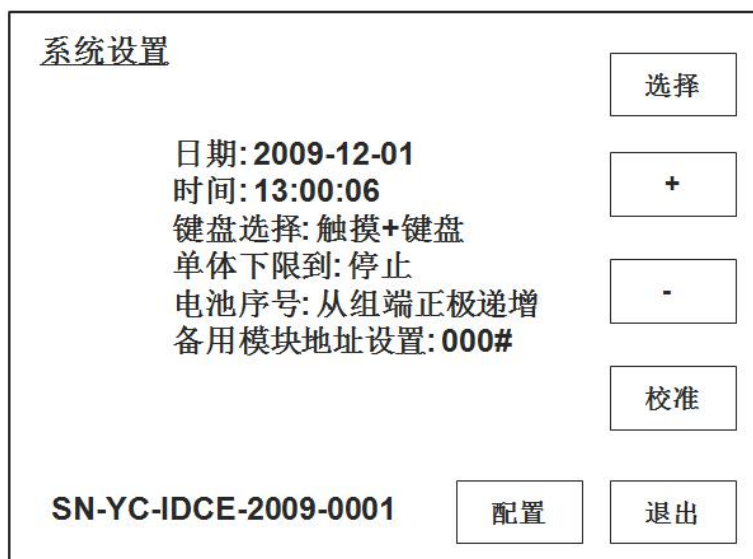 系统设置
选择
日期: 2009-12-01
时间: 13:00:06
+
键盘选择: 触摸+键盘
单体下限到: 停止
电池序号: 从组端正极递增
-
备用模块地址设置: 000#
校准
SN-YC-IDCE-2009-0001
配置
退出